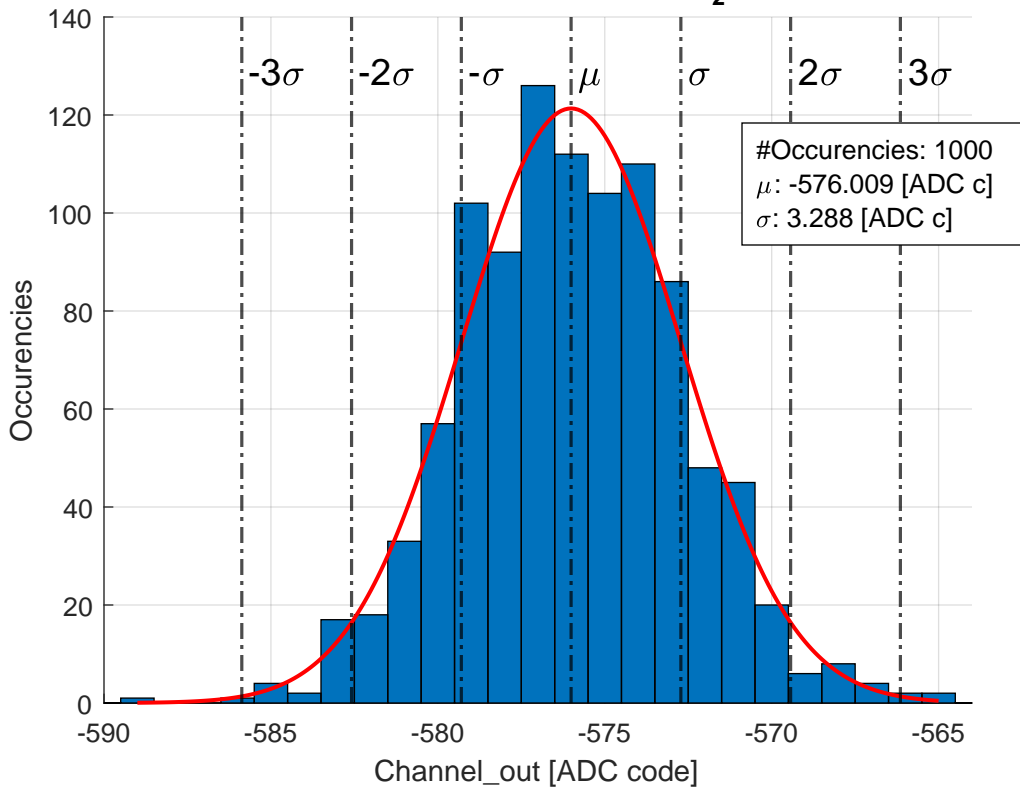 2
140
120
100
80
60
40
20
0
-3σ -2σ -σ μ σ 2σ 3σ
#Occurencies: 1000
μ: -576.009 [ADC c]
σ: 3.288 [ADC c]
Occurencies
-590 -585 -580 -575 -570 -565
Channel_out [ADC code]